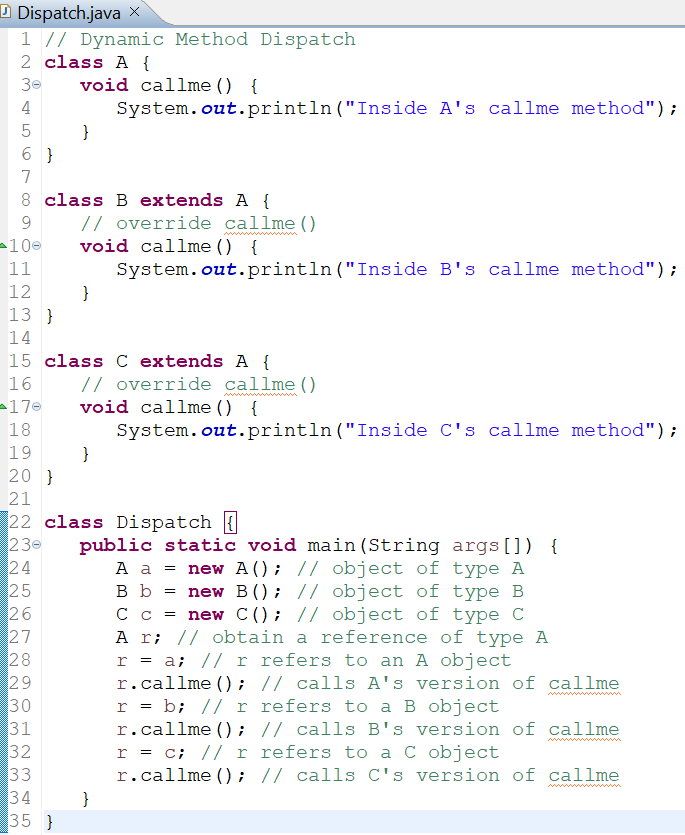 Dispatch.java
1 // Dynamic Method Dispatch
2 class A {
3 void callme() {
4 System.out.println("Inside A's callme method");
5 }
6 }
7
8 class B extends A {
9 // override callme()
10 void callme() {
11 System.out.println("Inside B's callme method");
12 }
13 }
14
15 class C extends A {
16 // override callme()
17 void callme() {
18 System.out.println("Inside C's callme method");
19 }
20 }
21
22 class Dispatch {
23 public static void main(String args[]) {
24 A a = new A(); // object of type A
25 B b = new B(); // object of type B
26 C c = new C(); // object of type C
27 A r; // obtain a reference of type A
28 r = a; // r refers to an A object
29 r.callme(); // calls A's version of callme
30 r = b; // r refers to a B object
31 r.callme(); // calls B's version of callme
32 r = c; // r refers to a C object
33 r.callme(); // calls C's version of callme
34 }
35 }